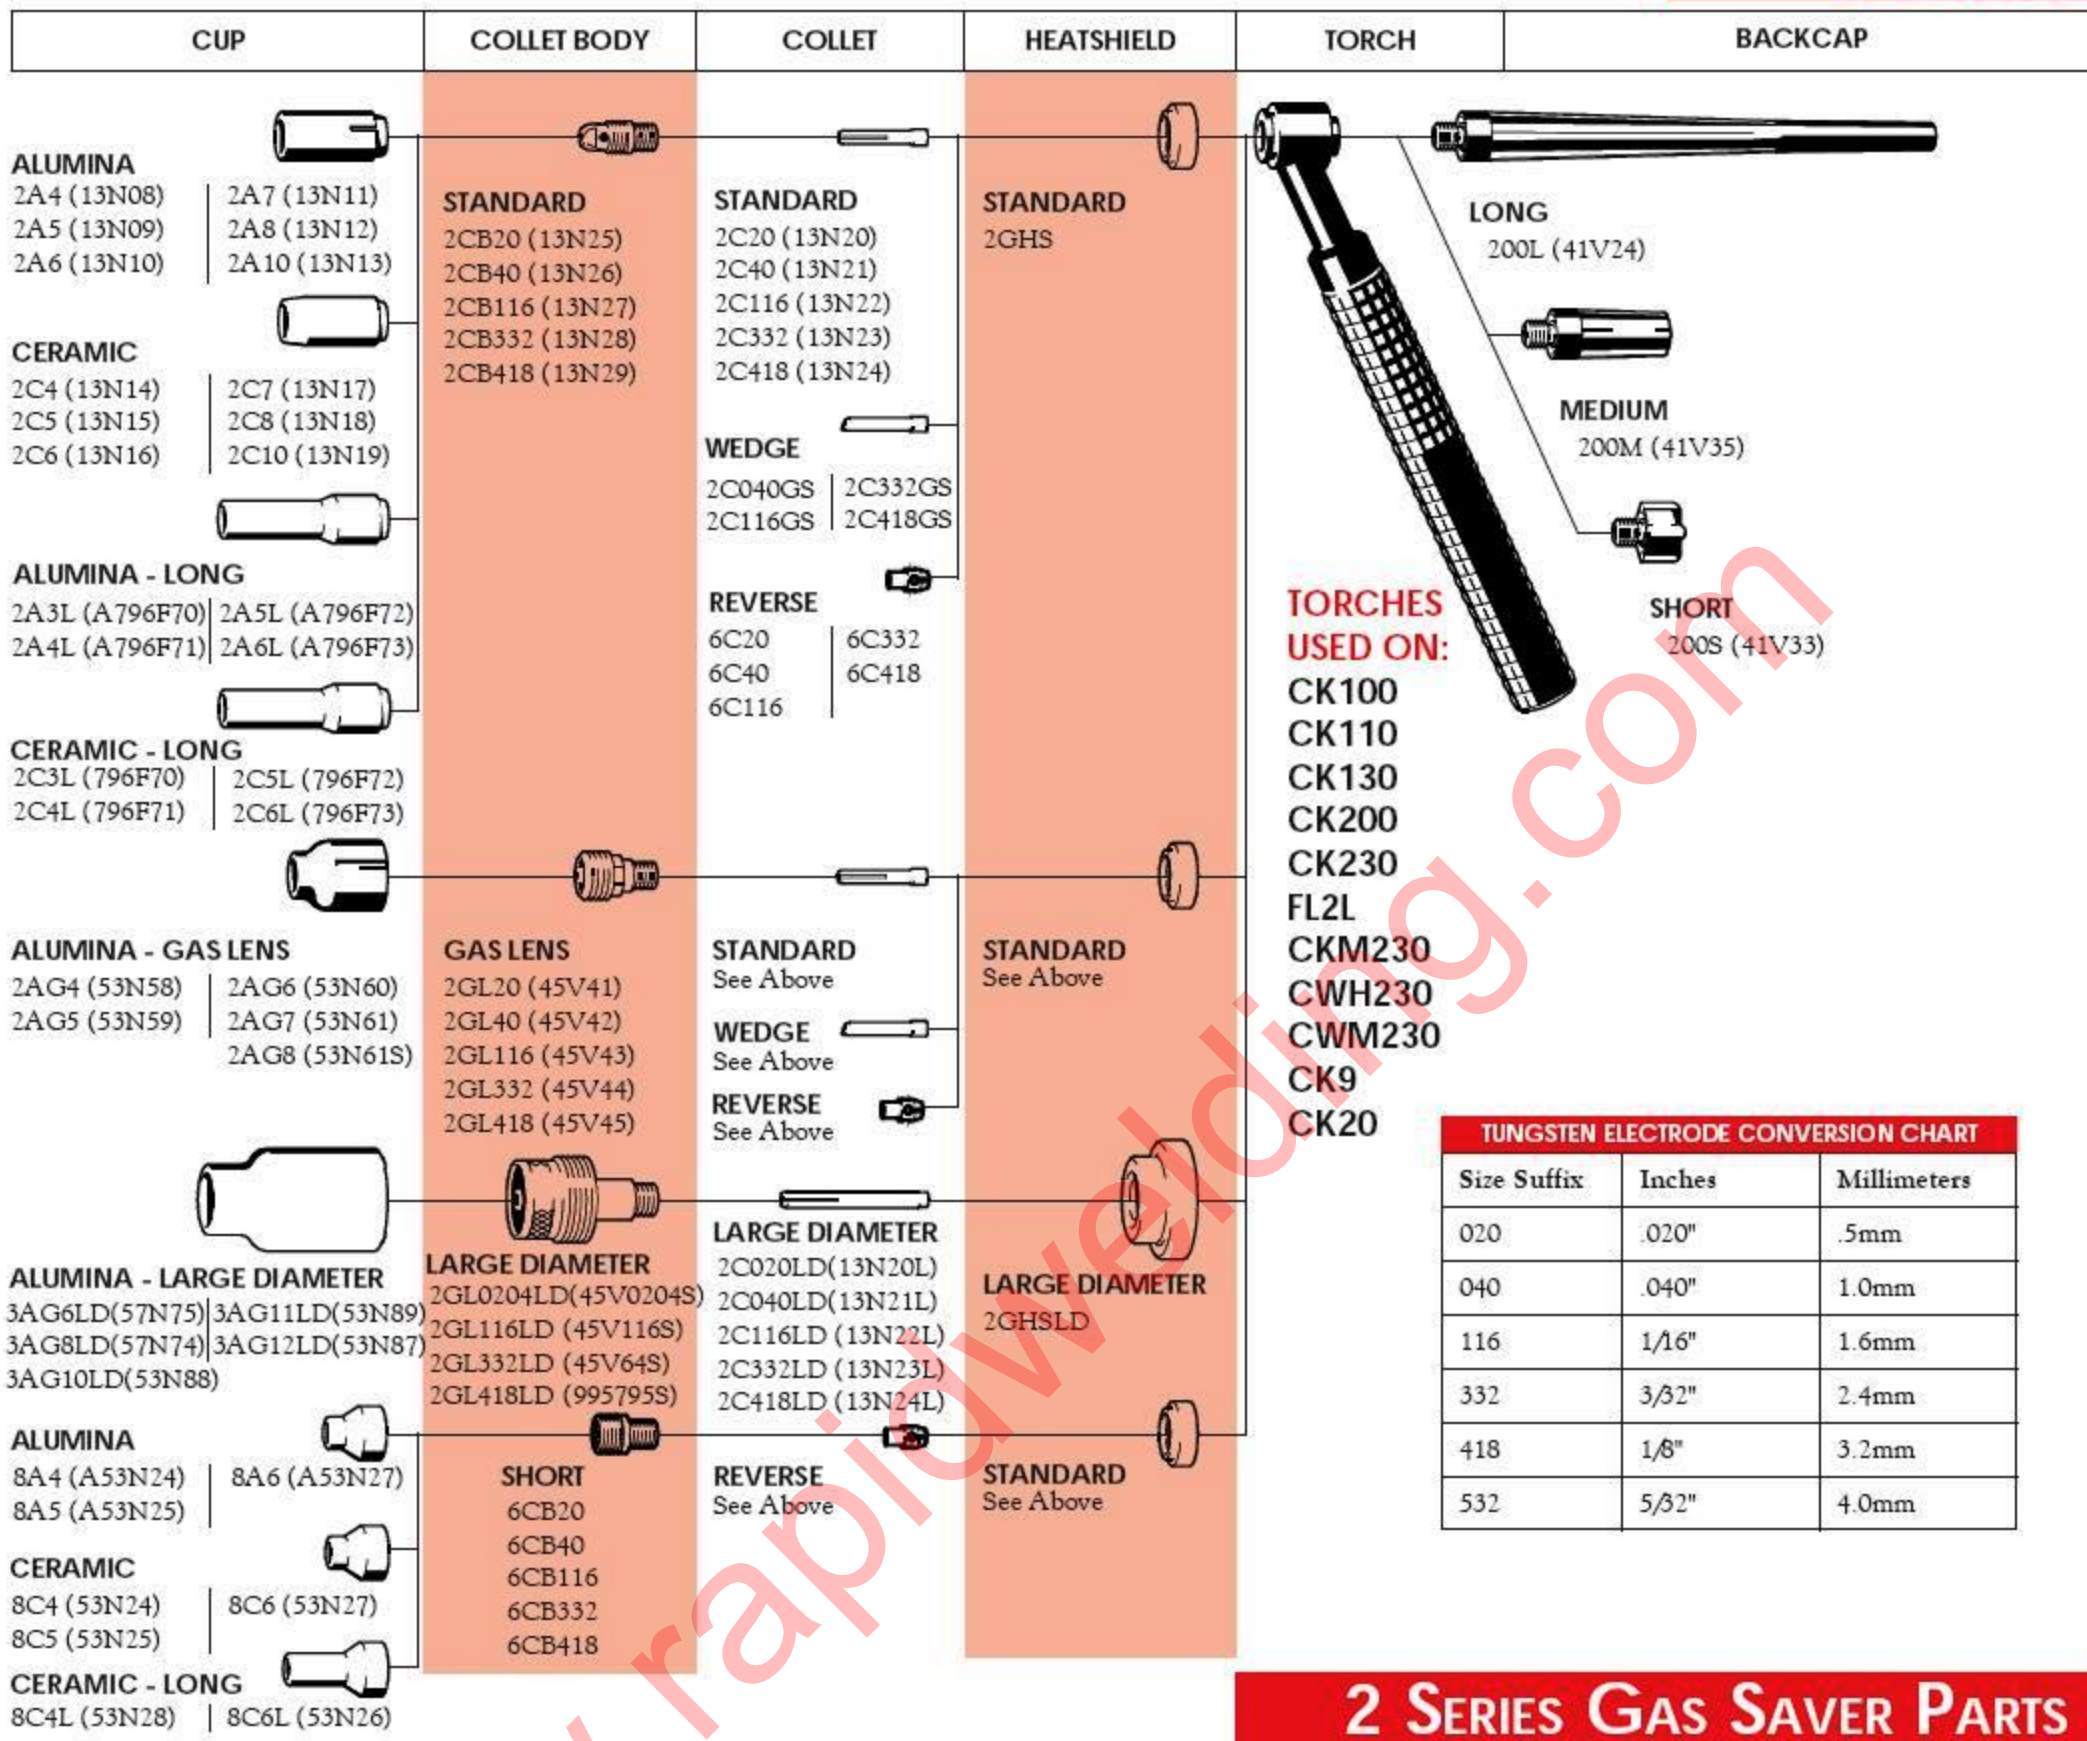 CUP COLLET BODY COLLET HEATSHIELD TORCH BACKCAP
ALUMINA
2A4 (13N08) 2A7 (13N11)
2A5 (13N09) 2A8 (13N12)
2A6 (13N10) 2A10 (13N13)
CERAMIC
2C4 (13N14) 2C7 (13N17)
2C5 (13N15) 2C8 (13N18)
2C6 (13N16) 2C10 (13N19)
ALUMINA - LONG
2A3L (A796F70) 2A5L (A796F72)
2A4L (A796F71) 2A6L (A796F73)
CERAMIC - LONG
2C3L (796F70) 2C5L (796F72)
2C4L (796F71) 2C6L (796F73)
ALUMINA - GAS LENS
2AG4 (53N58) 2AG6 (53N60)
2AG5 (53N59) 2AG7 (53N61)
2AG8 (53N61S)
ALUMINA - LARGE DIAMETER
3AG6LD(57N75) 3AG11LD(53N89)
3AG8LD(57N74) 3AG12LD(53N87)
3AG10LD(53N88)
ALUMINA
8A4 (A53N24) 8A6 (A53N27)
8A5 (A53N25)
CERAMIC
8C4 (53N24) 8C6 (53N27)
8C5 (53N25)
CERAMIC - LONG
8C4L (53N28) 8C6L (53N26)
STANDARD
2CB20 (13N25)
2CB40 (13N26)
2CB116 (13N27)
2CB332 (13N28)
2CB418 (13N29)
GAS LENS
2GL20 (45V41)
2GL40 (45V42)
2GL116 (45V43)
2GL332 (45V44)
2GL418 (45V45)
LARGE DIAMETER
2GL0204LD(45V0204S)
2GL116LD (45V116S)
2GL332LD (45V64S)
2GL418LD (995795S)
SHORT
6CB20
6CB40
6CB116
6CB332
6CB418
STANDARD
2C20 (13N20)
2C40 (13N21)
2C116 (13N22)
2C332 (13N23)
2C418 (13N24)
WEDGE
2C040GS 2C332GS
2C116GS 2C418GS
REVERSE
6C20 6C332
6C40 6C418
6C116
STANDARD
See Above
WEDGE
See Above
REVERSE
See Above
LARGE DIAMETER
2C020LD(13N20L)
2C040LD(13N21L)
2C116LD (13N22L)
2C332LD (13N23L)
2C418LD (13N24L)
REVERSE
See Above
STANDARD
2GHS
STANDARD
See Above
LARGE DIAMETER
2GHSLD
STANDARD
See Above
TORCHES
USED ON:
CK100
CK110
CK130
CK200
CK230
FL2L
CKM230
CWH230
CWM230
CK9
CK20
LONG
200L (41V24)
MEDIUM
200M (41V35)
SHORT
200S (41V33)
TUNGSTEN ELECTRODE CONVERSION CHART
Size Suffix Inches Millimeters
020 .020" .5mm
040 .040" 1.0mm
116 1/16" 1.6mm
332 3/32" 2.4mm
418 1/8" 3.2mm
532 5/32" 4.0mm
2 SERIES GAS SAVER PARTS
rapidwelding.com